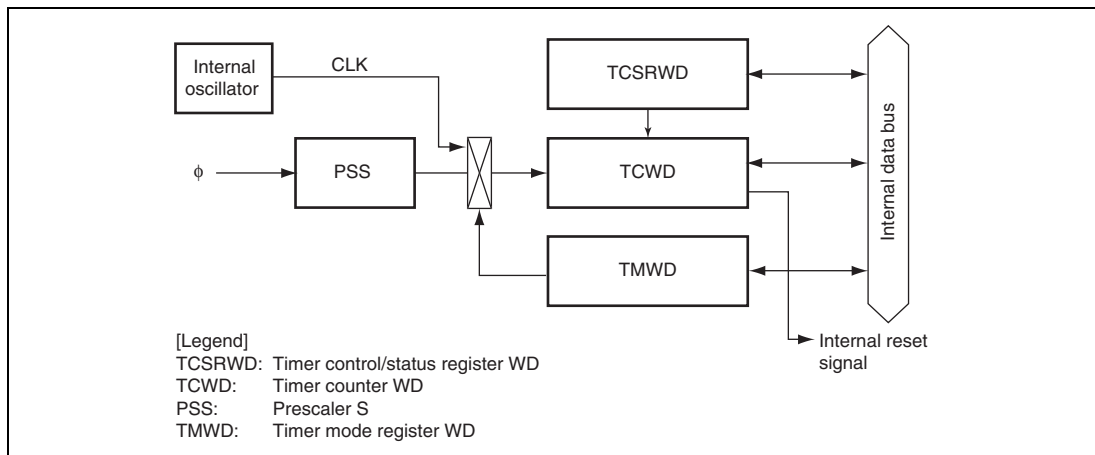 Internal
oscillator
CLK
TCSRWD
φ
PSS
TCWD
TMWD
Internal data bus
Internal reset
signal
[Legend]
TCSRWD: Timer control/status register WD
TCWD: Timer counter WD
PSS: Prescaler S
TMWD: Timer mode register WD